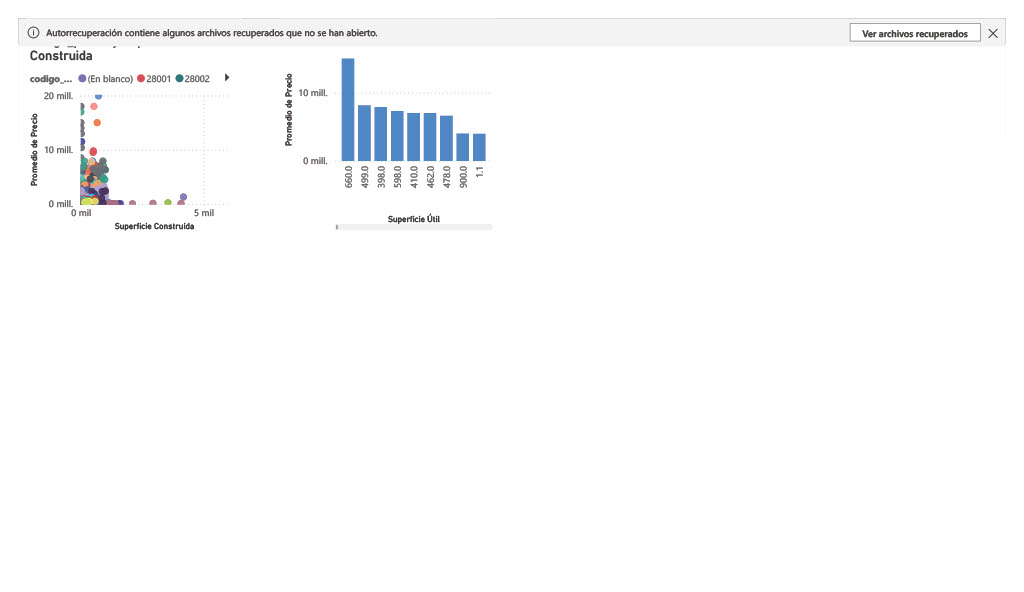 Autorrecuperación contiene algunos archivos recuperados que no se han abierto.
Ver archivos recuperados
Construida
codigo_... (En blanco) 28001 28002
20 mill.
10 mill.
0 mill.
Promedio de Precio
0 mil 5 mil
Superficie Construida
10 mill.
0 mill.
Promedio de Precio
660.0 499.0 398.0 598.0 410.0 462.0 478.0 900.0 1.1
Superficie Útil